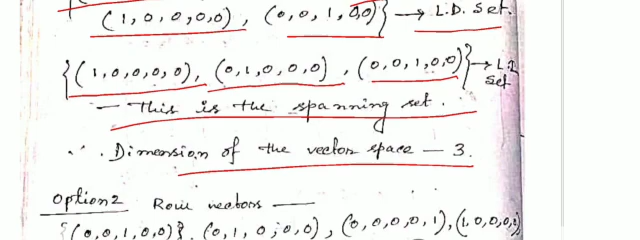 (1,0,0,0,0), (0,0,1,0,0)} → L.D. Set.
{(1,0,0,0,0), (0,1,0,0,0), (0,0,1,0,0)} → L.I Set
— This is the spanning set.
∴ Dimension of the vector space — 3.
Option2 Row vectors —
{(0,0,1,0,0)}, (0,1,0,0,0), (0,0,0,0,1), (1,0,0,0,0)